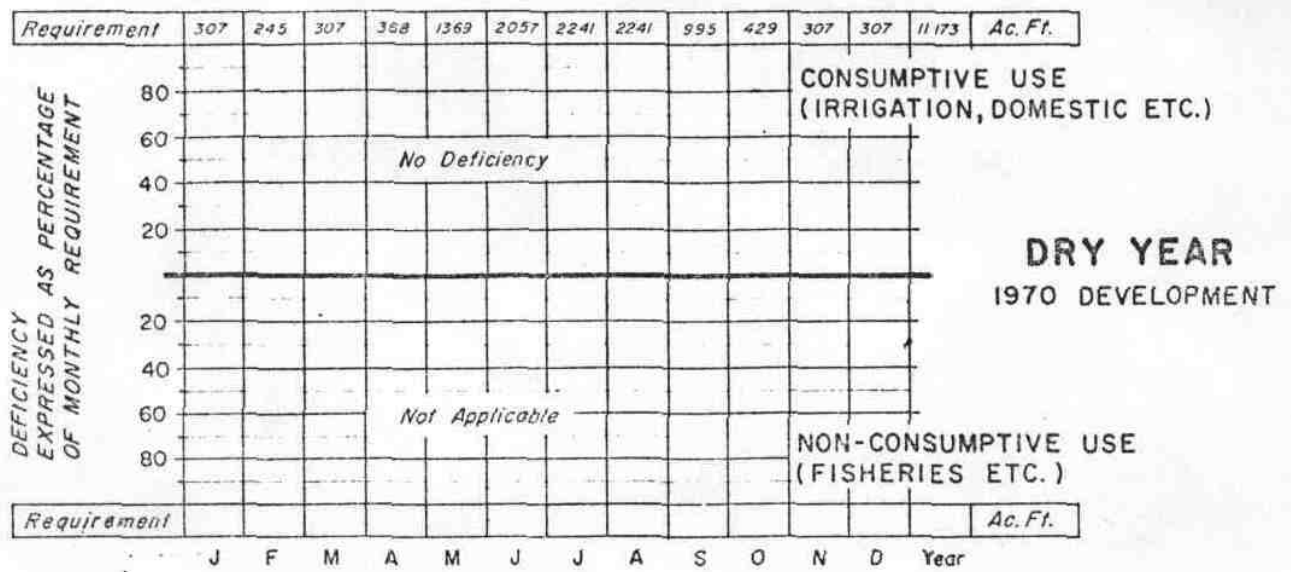 Requirement 307 245 307 368 1369 2057 2241 2241 995 429 307 307 11173 Ac. Ft.
CONSUMPTIVE USE
(IRRIGATION, DOMESTIC ETC.)
80
60
No Deficiency
40
20
DEFICIENCY
EXPRESSED AS PERCENTAGE
OF MONTHLY REQUIREMENT
DRY YEAR
1970 DEVELOPMENT
20
40
60
Not Applicable
80
NON-CONSUMPTIVE USE
(FISHERIES ETC.)
Requirement Ac. Ft.
J F M A M J J A S O N D Year